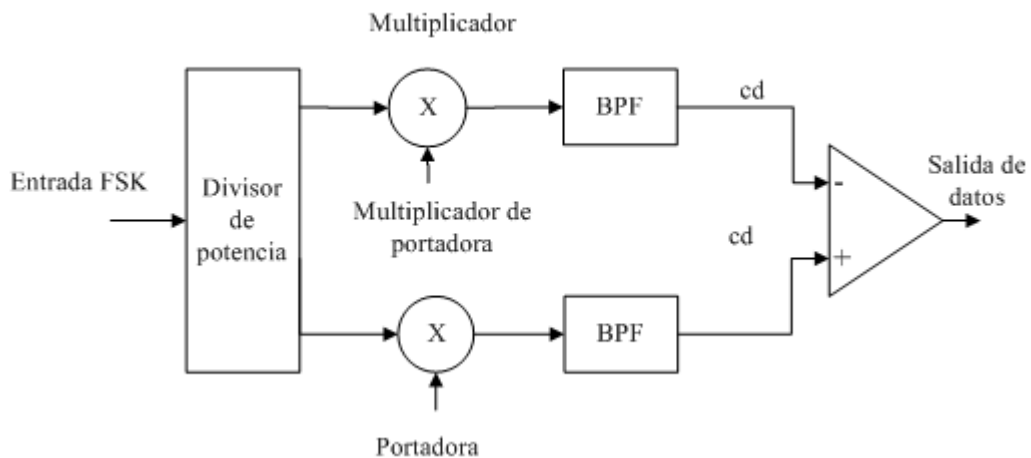 Multiplicador
cd
X
BPF
Entrada FSK
Divisor
de
potencia
Multiplicador de
portadora
-
Salida de
datos
cd
+
X
BPF
Portadora